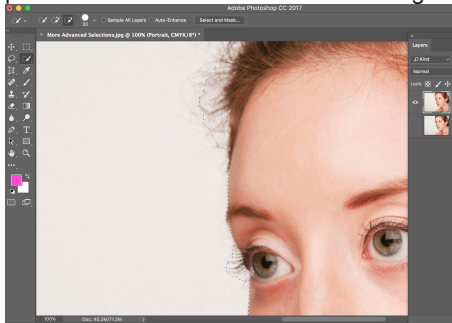 Adobe Photoshop CC 2017
30
Sample All Layers Auto-Enhance Select and Mask...
× More Advanced Selections.jpg @ 100% (Portrait, CMYK/8*) *
Layers
Kind
Normal
Lock:
T
100% Doc: 40.2M/71.2M